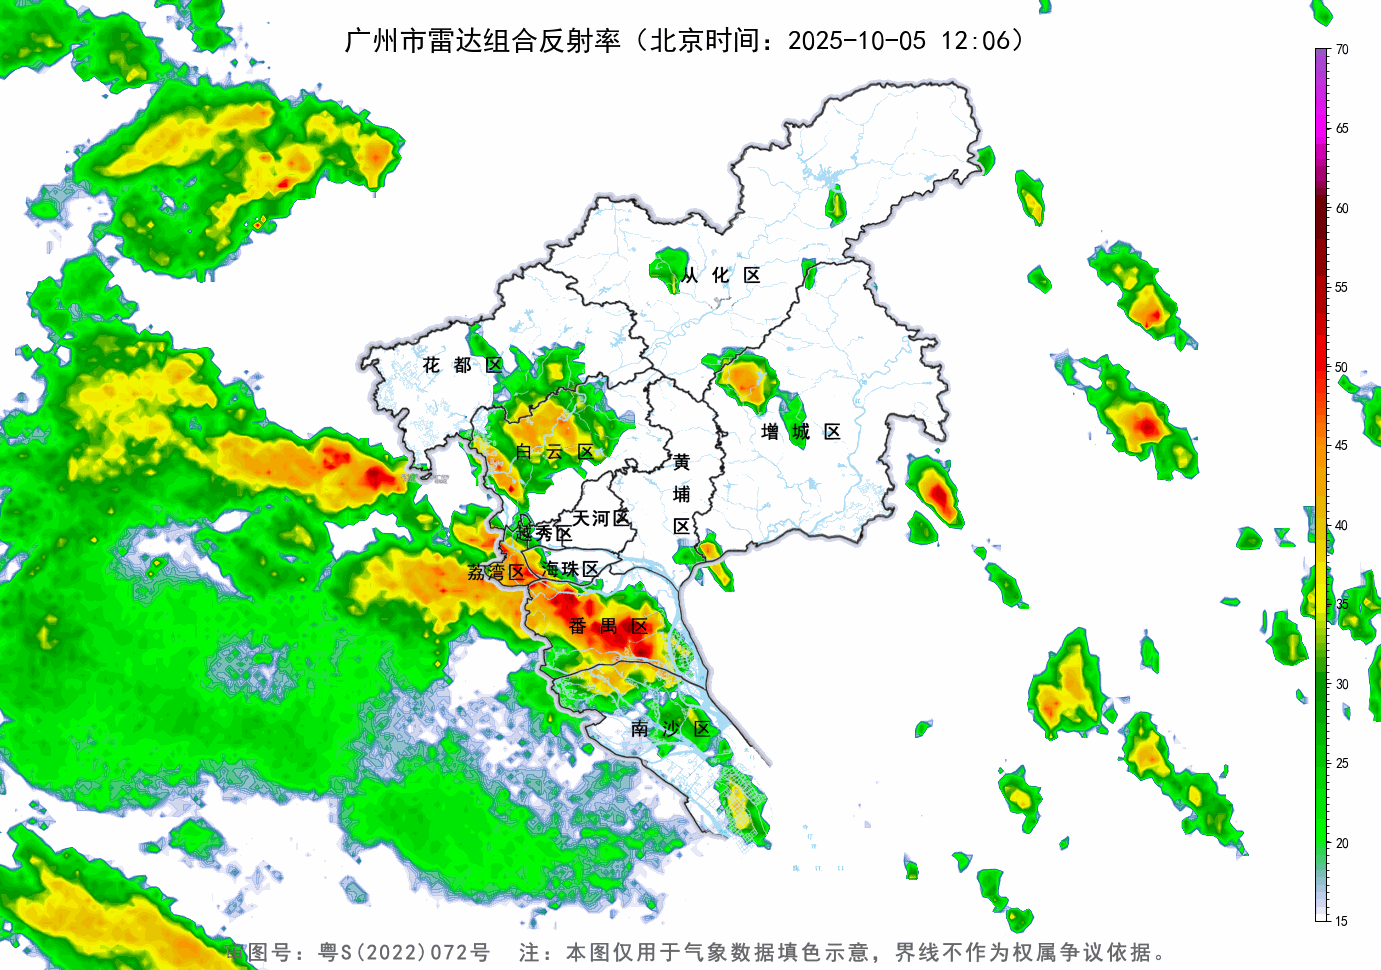 广州市雷达组合反射率（北京时间：2025-10-05 12:06）
70
65
60
55
50
45
40
35
30
25
20
15
从化区
花都区
增城区
白云区
黄埔区
天河区
越秀区
荔湾区
海珠区
番禺区
南沙区
审图号：粤S(2022)072号 注：本图仅用于气象数据填色示意，界线不作为权属争议依据。